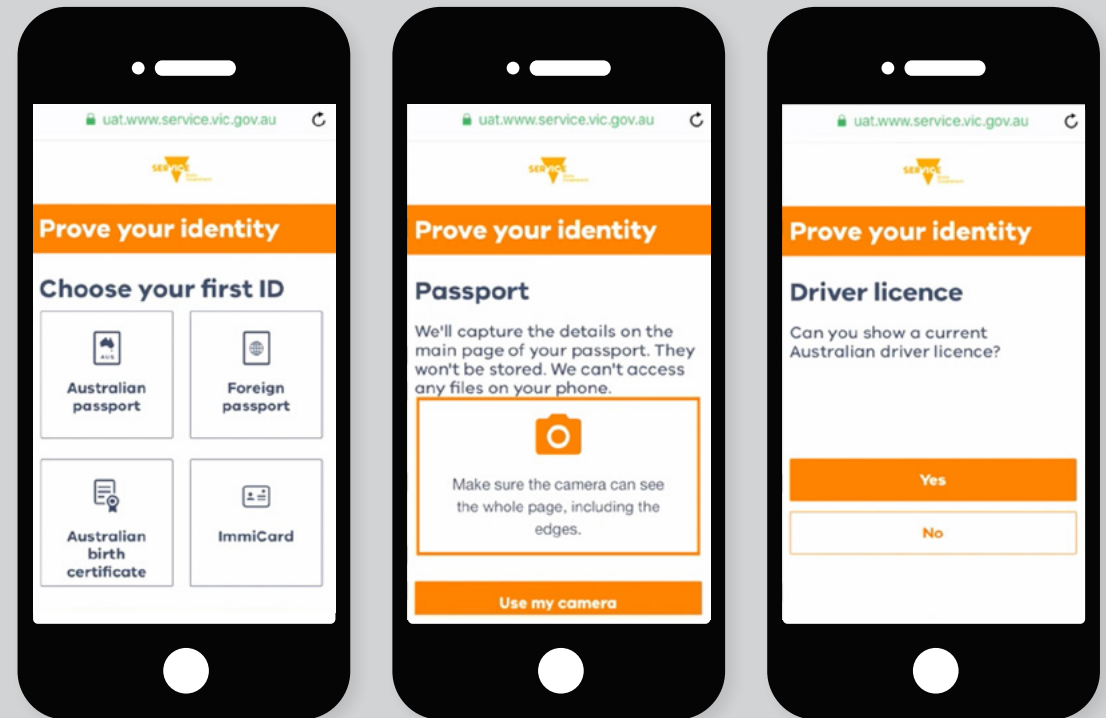 uat.www.service.vic.gov.au
SERVICE
Prove your identity
Choose your first ID
AUS
Australian
passport
Foreign
passport
Australian
birth
certificate
ImmiCard
uat.www.service.vic.gov.au
SERVICE
Prove your identity
Passport
We'll capture the details on the
main page of your passport. They
won't be stored. We can't access
any files on your phone.
Make sure the camera can see
the whole page, including the
edges.
Use my camera
uat.www.service.vic.gov.au
SERVICE
Prove your identity
Driver licence
Can you show a current
Australian driver licence?
Yes
No